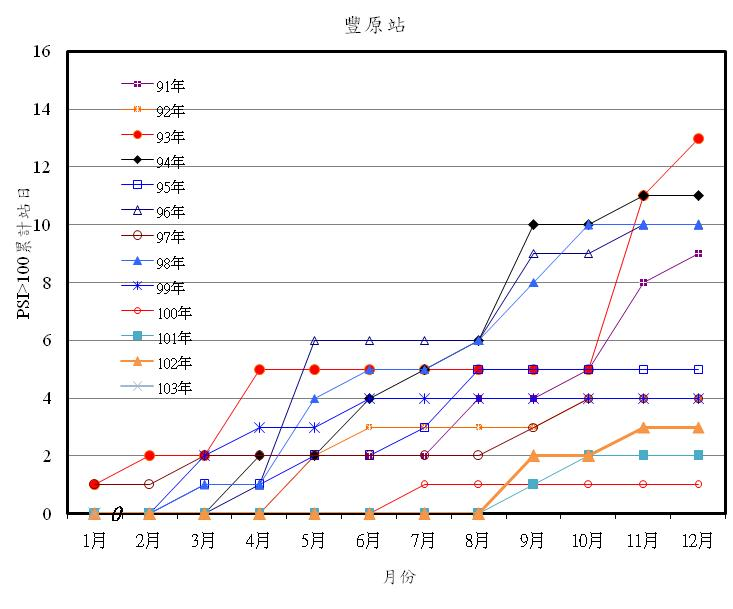 豐原站
16
14
12
10
8
6
4
2
0
PSI>100累計站日
91年
92年
93年
94年
95年
96年
97年
98年
99年
100年
101年
102年
103年
0
1月 2月 3月 4月 5月 6月 7月 8月 9月 10月 11月 12月
月份